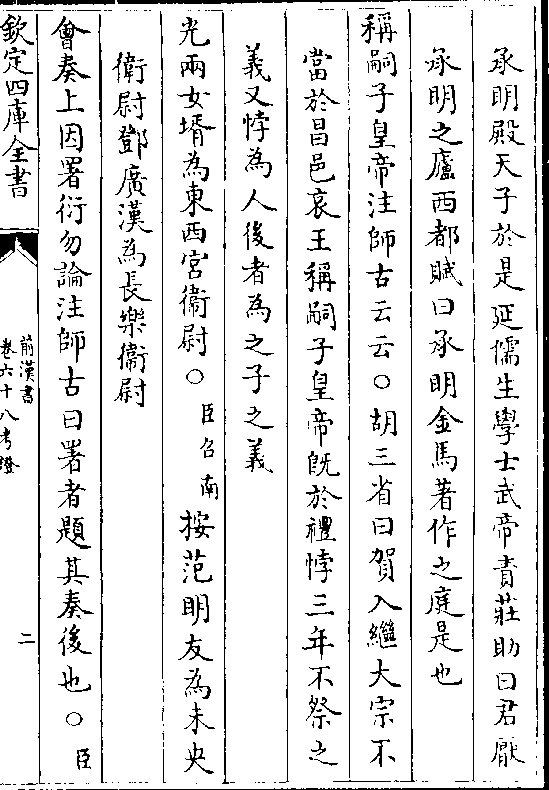 承明殿天子於是延儒生學士武帝責莊助曰君厭
承明之廬西都賦曰承明金馬著作之庭是也
稱嗣子皇帝注師古云云○胡三省曰賀入繼大宗不
當於昌邑哀王稱嗣子皇帝既於禮悖三年不祭之
義又悖為人後者為之子之義
光兩女壻為東西宮衞尉○臣召南按范明友為未央
衛尉鄧廣漢為長樂衞尉
會奏上因署衍勿論注師古曰署者題其奏後也○臣
欽定四庫全書
前漢書
卷六十八考證
二